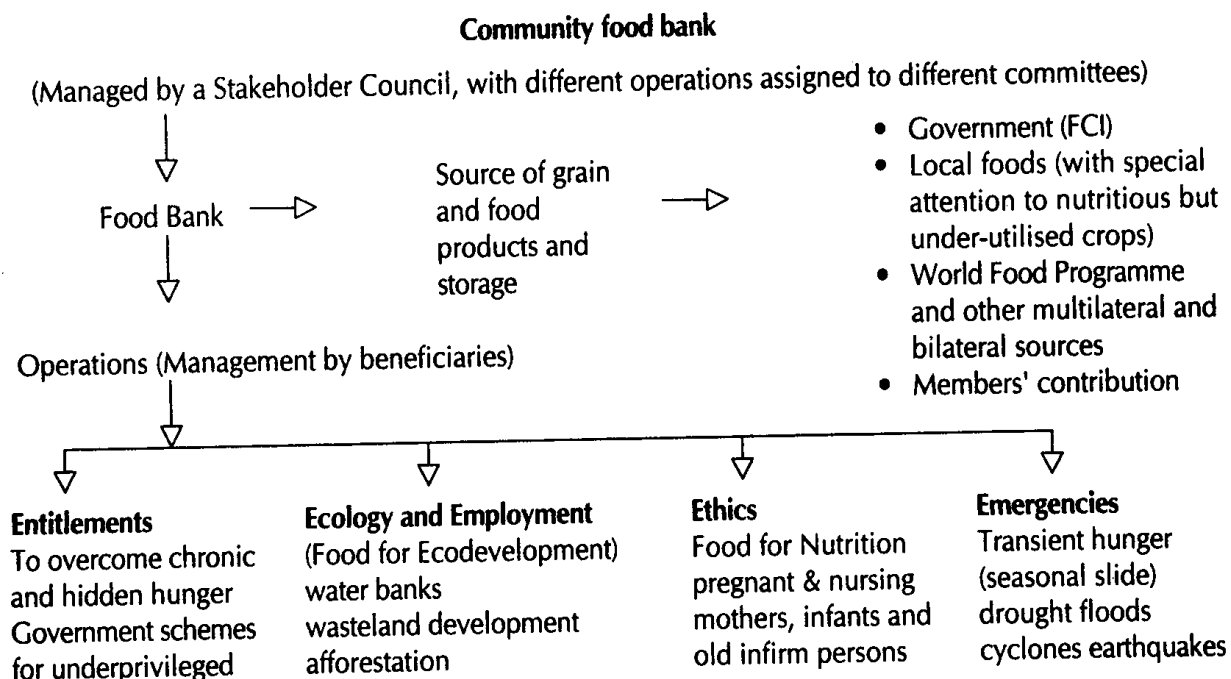 Community food bank
(Managed by a Stakeholder Council, with different operations assigned to different committees)
Food Bank
Source of grain
and food
products and
storage
• Government (FCI)
• Local foods (with special
attention to nutritious but
under-utilised crops)
• World Food Programme
and other multilateral and
bilateral sources
• Members' contribution
Operations (Management by beneficiaries)
Entitlements
To overcome chronic
and hidden hunger
Government schemes
for underprivileged
Ecology and Employment
(Food for Ecodevelopment)
water banks
wasteland development
afforestation
Ethics
Food for Nutrition
pregnant & nursing
mothers, infants and
old infirm persons
Emergencies
Transient hunger
(seasonal slide)
drought floods
cyclones earthquakes